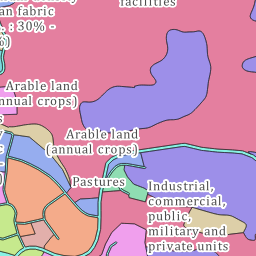 facilities
an fabric
. : 30% -
%)
Arable land
(annual crops)
Arable land
(annual crops)
Pastures
Industrial,
commercial,
public,
military and
private units